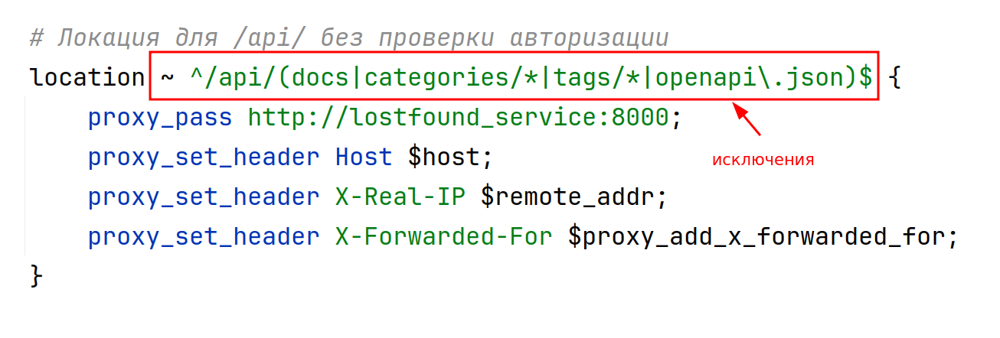 # Локация для /api/ без проверки авторизации
location ~ ^/api/(docs|categories/*|tags/*|openapi\.json)$ {
    proxy_pass http://lostfound_service:8000;
    proxy_set_header Host $host;
исключения
    proxy_set_header X-Real-IP $remote_addr;
    proxy_set_header X-Forwarded-For $proxy_add_x_forwarded_for;
}